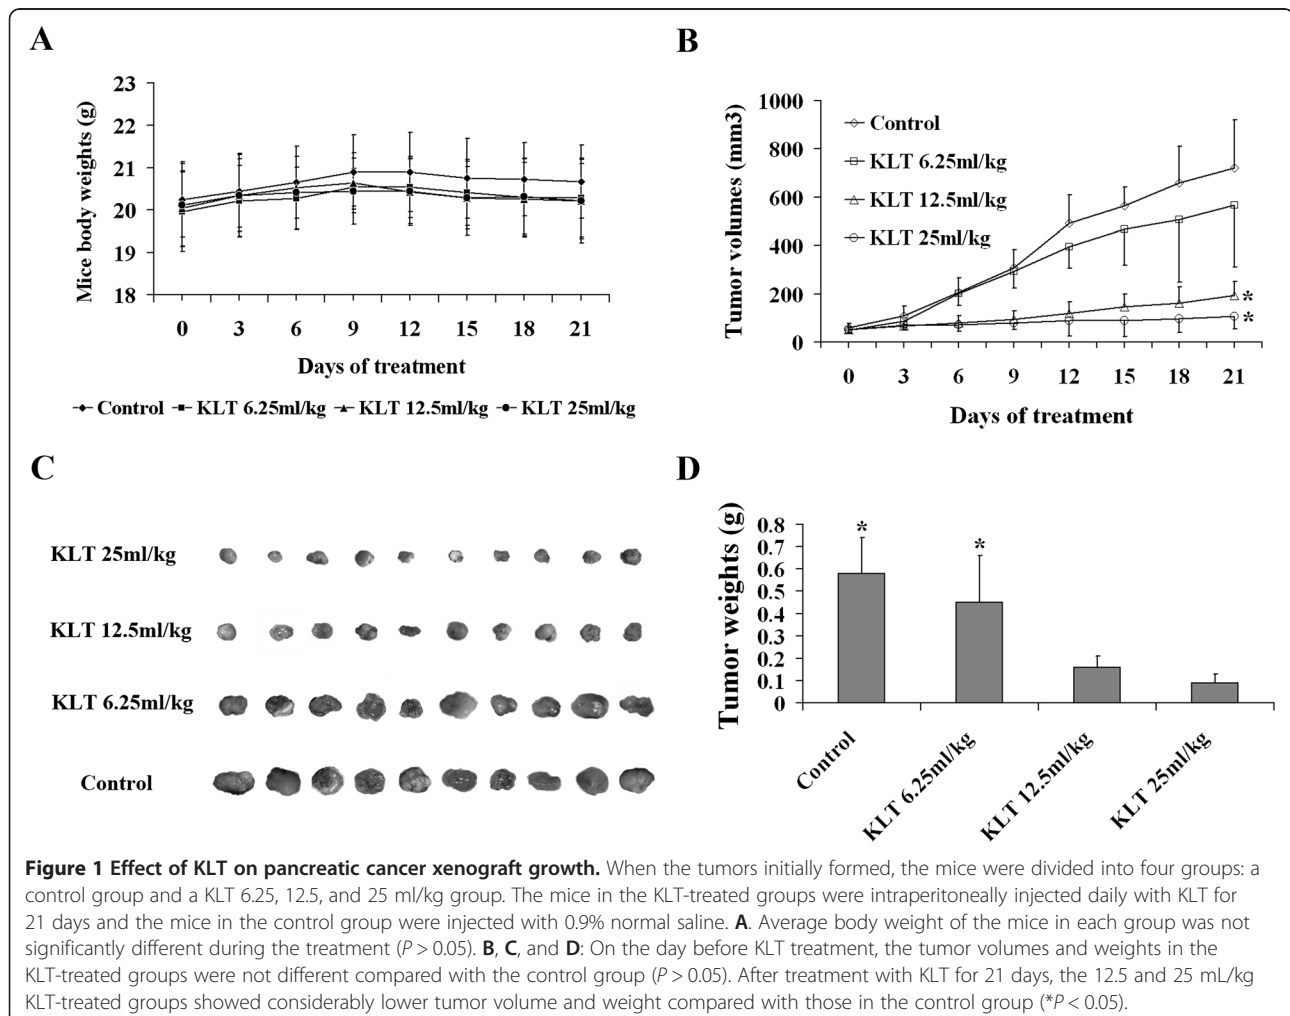 A
23
22
21
20
19
18
Mice body weights (g)
0 3 6 9 12 15 18 21
Days of treatment
Control KLT 6.25ml/kg KLT 12.5ml/kg KLT 25ml/kg
B
1000
800
600
400
200
0
Tumor volumes (mm3)
Control
KLT 6.25ml/kg
KLT 12.5ml/kg
KLT 25ml/kg
*
*
0 3 6 9 12 15 18 21
Days of treatment
C
KLT 25ml/kg
KLT 12.5ml/kg
KLT 6.25ml/kg
Control
D
Tumor weights (g)
0.8
0.7
0.6
0.5
0.4
0.3
0.2
0.1
0
*
*
Control
KLT 6.25ml/kg
KLT 12.5ml/kg
KLT 25ml/kg
Figure 1 Effect of KLT on pancreatic cancer xenograft growth. When the tumors initially formed, the mice were divided into four groups: a
control group and a KLT 6.25, 12.5, and 25 ml/kg group. The mice in the KLT-treated groups were intraperitoneally injected daily with KLT for
21 days and the mice in the control group were injected with 0.9% normal saline. A. Average body weight of the mice in each group was not
significantly different during the treatment (P > 0.05). B, C, and D: On the day before KLT treatment, the tumor volumes and weights in the
KLT-treated groups were not different compared with the control group (P > 0.05). After treatment with KLT for 21 days, the 12.5 and 25 mL/kg
KLT-treated groups showed considerably lower tumor volume and weight compared with those in the control group (*P < 0.05).